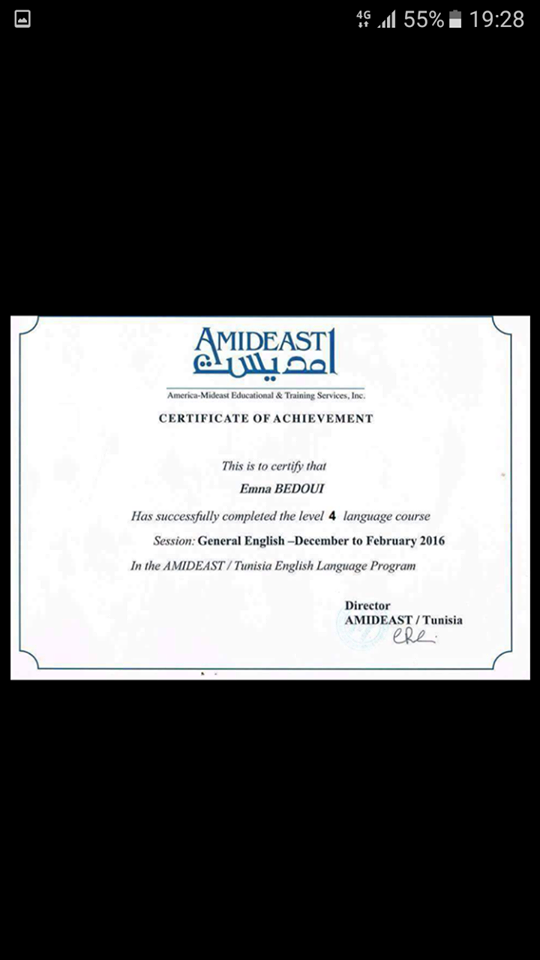 4G 55% 19:28
AMIDEAST
امديست
America-Mideast Educational & Training Services, Inc.
CERTIFICATE OF ACHIEVEMENT
This is to certify that
Emna BEDOUI
Has successfully completed the level 4 language course
Session: General English –December to February 2016
In the AMIDEAST / Tunisia English Language Program
Director
AMIDEAST / Tunisia